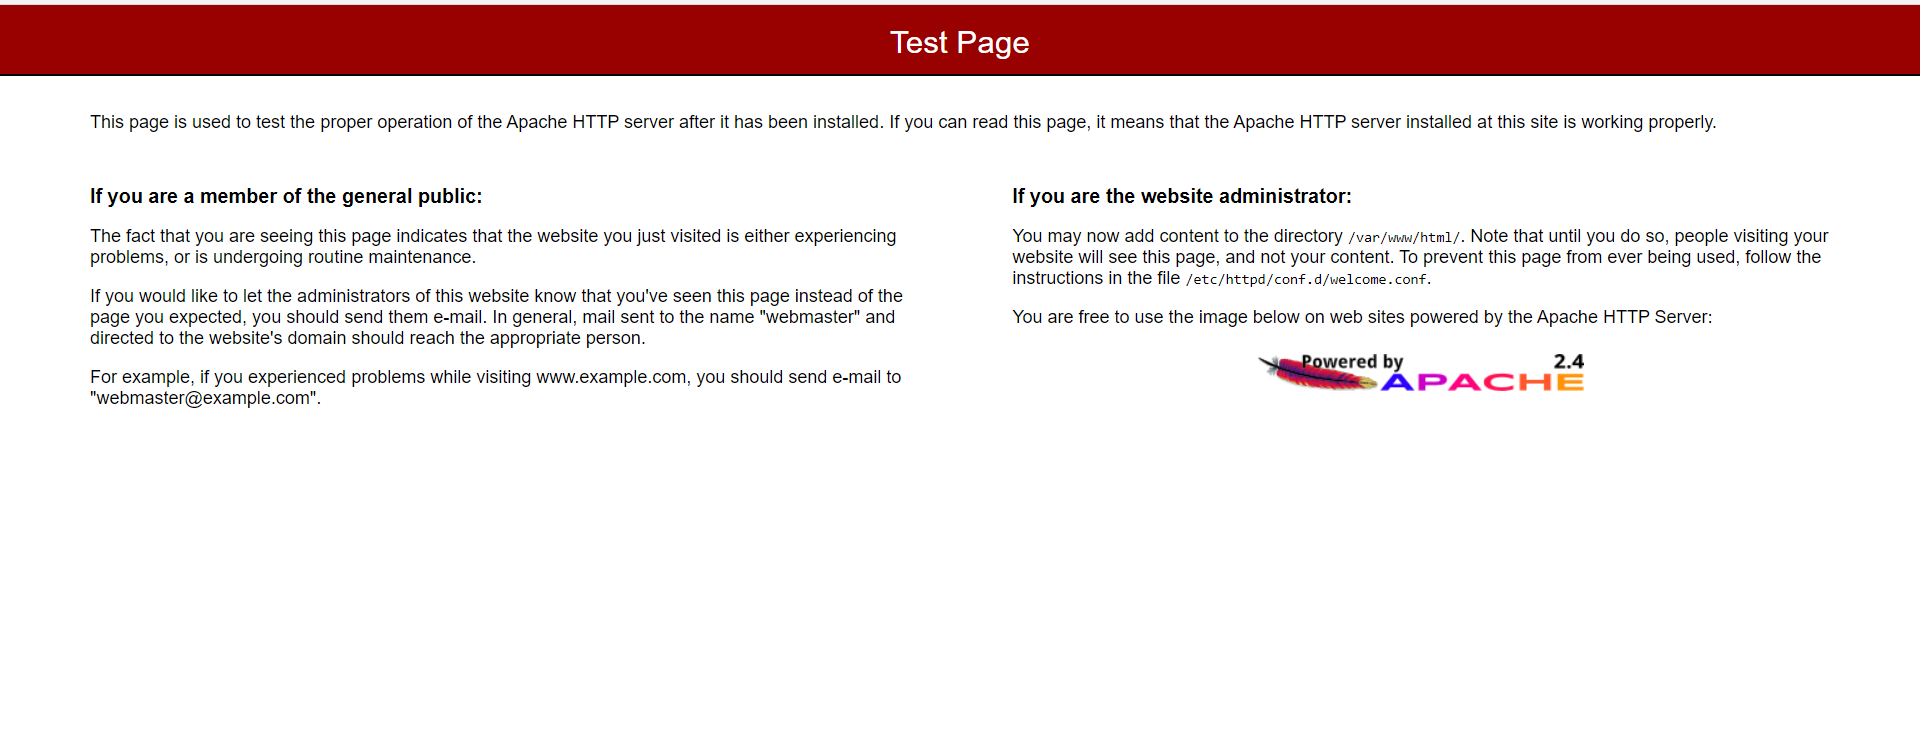 Test Page
This page is used to test the proper operation of the Apache HTTP server after it has been installed. If you can read this page, it means that the Apache HTTP server installed at this site is working properly.
If you are a member of the general public:
The fact that you are seeing this page indicates that the website you just visited is either experiencing
problems, or is undergoing routine maintenance.
If you would like to let the administrators of this website know that you've seen this page instead of the
page you expected, you should send them e-mail. In general, mail sent to the name "webmaster" and
directed to the website's domain should reach the appropriate person.
For example, if you experienced problems while visiting www.example.com, you should send e-mail to
"webmaster@example.com".
If you are the website administrator:
You may now add content to the directory /var/www/html/. Note that until you do so, people visiting your
website will see this page, and not your content. To prevent this page from ever being used, follow the
instructions in the file /etc/httpd/conf.d/welcome.conf.
You are free to use the image below on web sites powered by the Apache HTTP Server:
Powered by 2.4
APACHE